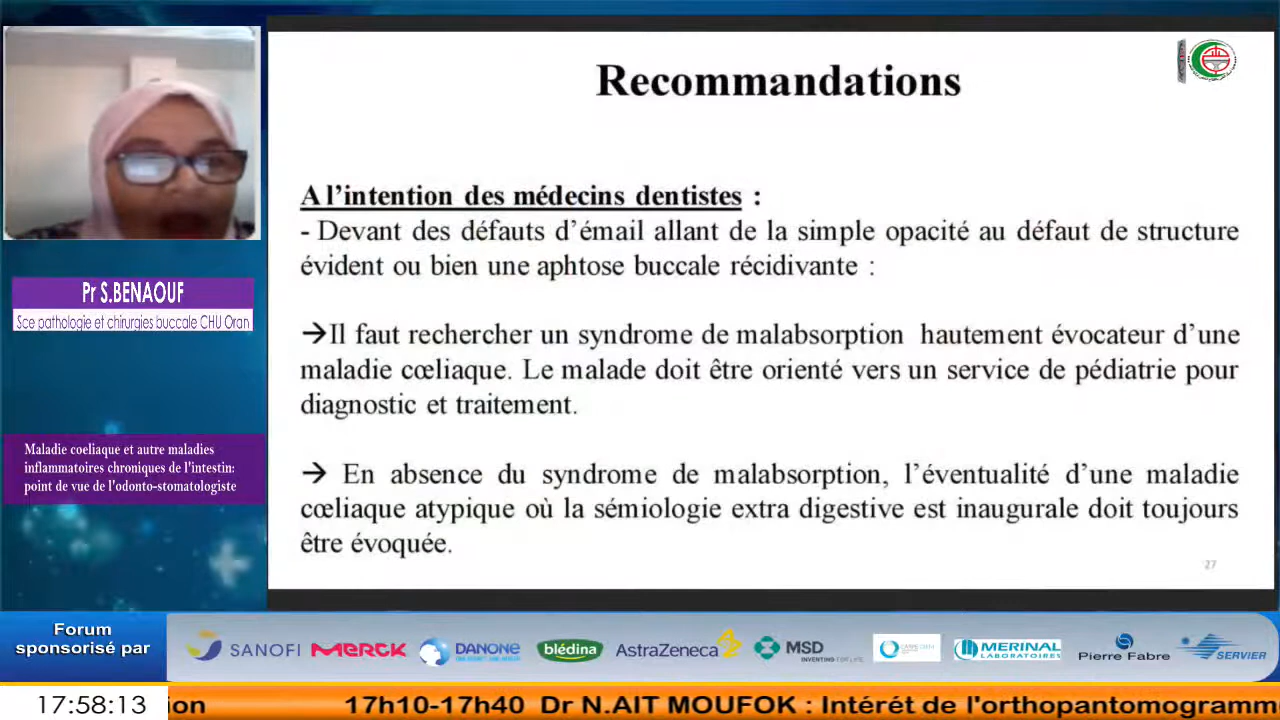 Recommandations
A l'intention des médecins dentistes :
- Devant des défauts d'émail allant de la simple opacité au défaut de structure
évident ou bien une aphtose buccale récidivante :
→Il faut rechercher un syndrome de malabsorption hautement évocateur d'une
maladie cœliaque. Le malade doit être orienté vers un service de pédiatrie pour
diagnostic et traitement.
→ En absence du syndrome de malabsorption, l'éventualité d'une maladie
cœliaque atypique où la sémiologie extra digestive est inaugurale doit toujours
être évoquée.
27
Pr S.BENAOUF
Sce pathologie et chirurgies buccale CHU Oran
Maladie coeliaque et autre maladies
inflammatoires chroniques de l'intestin:
point de vue de l'odonto-stomatologiste
Forum
sponsorisé par
SANOFI MERCK DANONE blédina AstraZeneca MSD INVENTING FOR LIFE MERINAL LABORATOIRES Pierre Fabre SERVIER
17:58:13 ion 17h10-17h40 Dr N.AIT MOUFOK : Intérét de l'orthopantomogramm